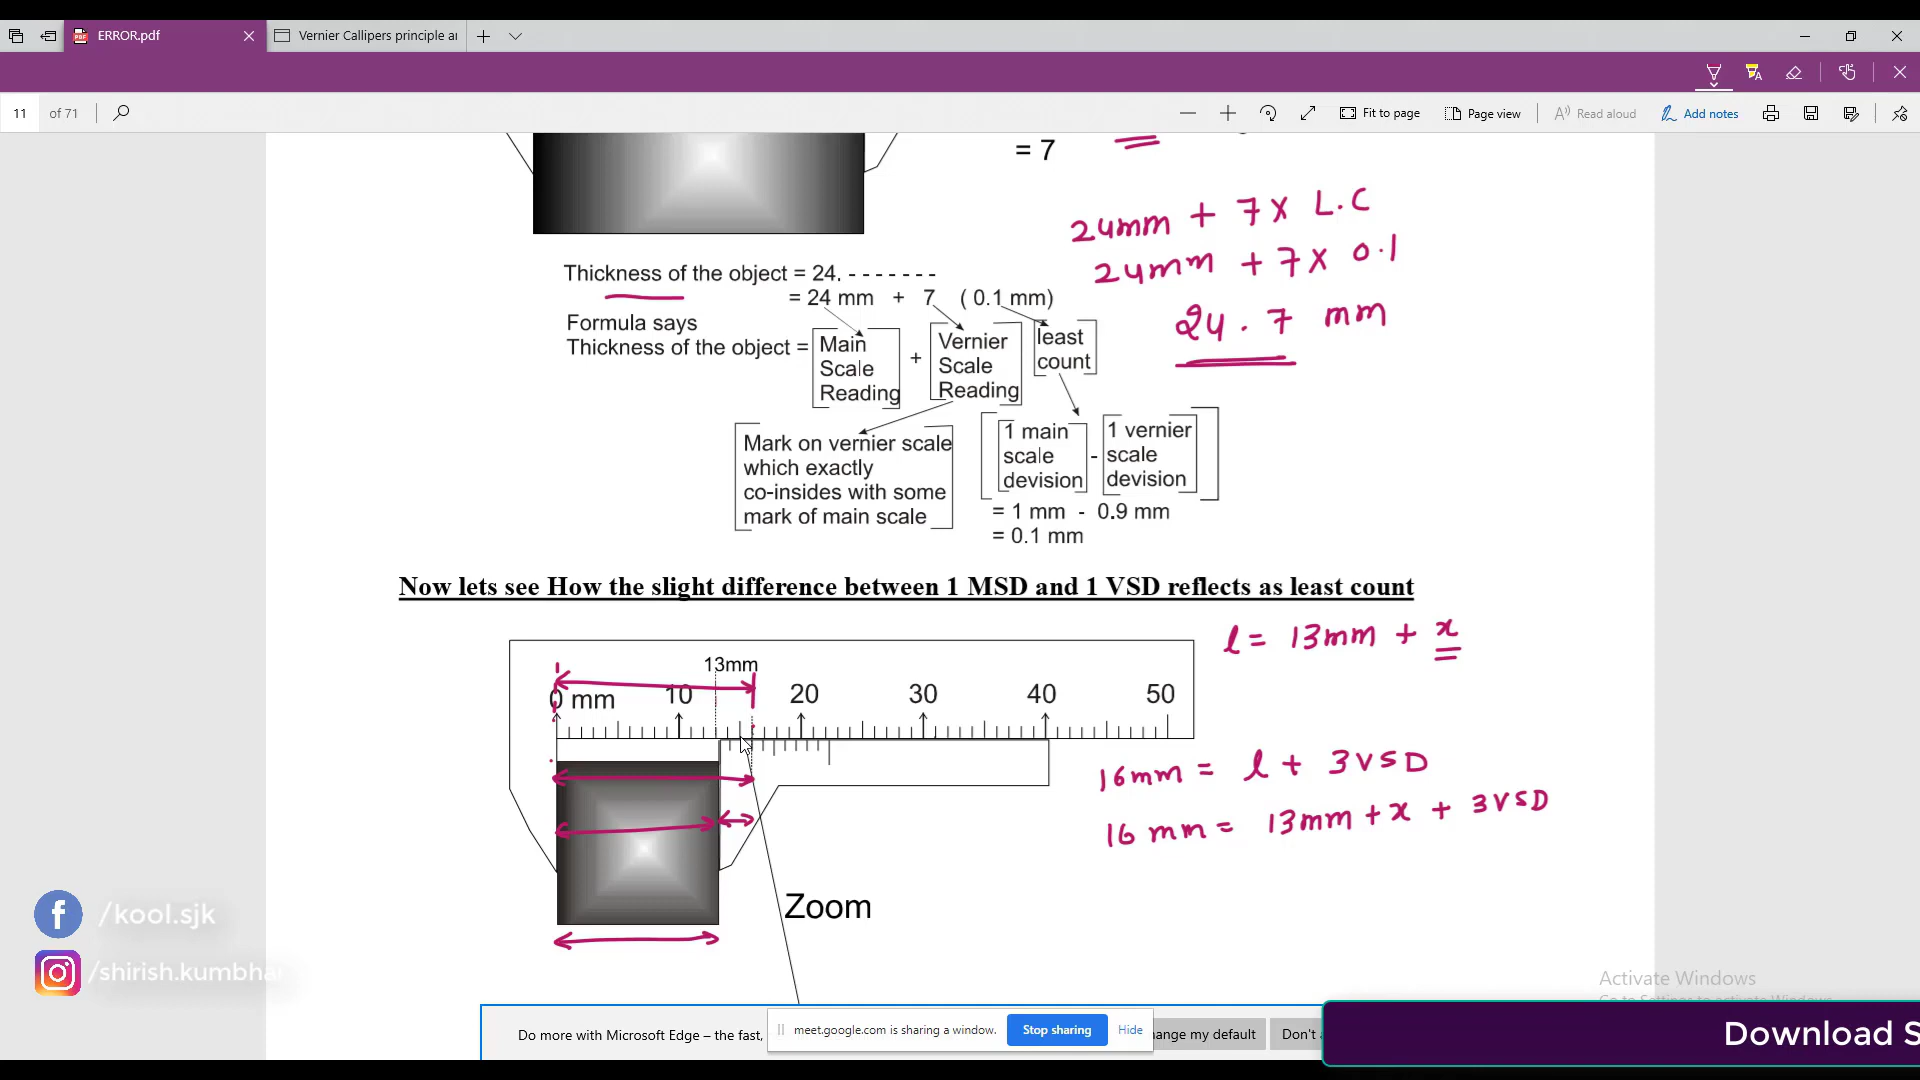 ERROR.pdf
Vernier Callipers principle ar
11 of 71
Fit to page
Page view
Read aloud
Add notes
= 7
24mm + 7 X L.C
24mm + 7 X 0.1
24.7 mm
Thickness of the object = 24. - - - - - - -
= 24 mm + 7 ( 0.1 mm)
Formula says
Thickness of the object =
Main
Scale
Reading
+
Vernier
Scale
Reading
least
count
Mark on vernier scale
which exactly
co-insides with some
mark of main scale
1 main
scale
devision
-
1 vernier
scale
devision
= 1 mm - 0.9 mm
= 0.1 mm
Now lets see How the slight difference between 1 MSD and 1 VSD reflects as least count
l = 13mm + x
13mm
0 mm 10 20 30 40 50
16mm = l + 3VSD
16 mm = 13mm + x + 3VSD
Zoom
/kool.sjk
/shirish.kumbhar
Activate Windows
Do more with Microsoft Edge – the fast,
meet.google.com is sharing a window.
Stop sharing
Hide
hange my default
Don't
Download S